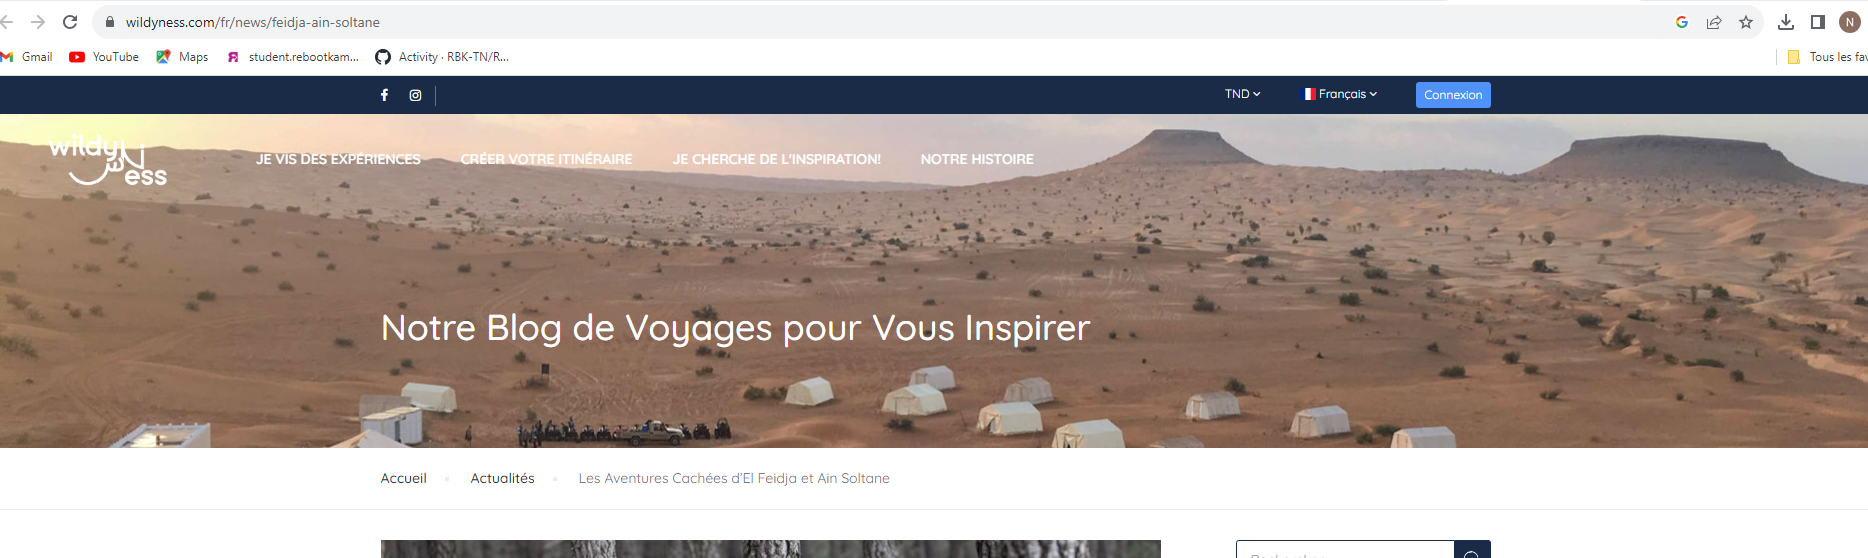 wildyness.com/fr/news/feidja-ain-soltane
N
Gmail YouTube Maps student.rebootkam... Activity · RBK-TN/R... Tous les fav
TND Français Connexion
wildy
ness
JE VIS DES EXPÉRIENCES CRÉER VOTRE ITINÉRAIRE JE CHERCHE DE L'INSPIRATION! NOTRE HISTOIRE
Notre Blog de Voyages pour Vous Inspirer
Accueil Actualités Les Aventures Cachées d'El Feidja et Ain Soltane